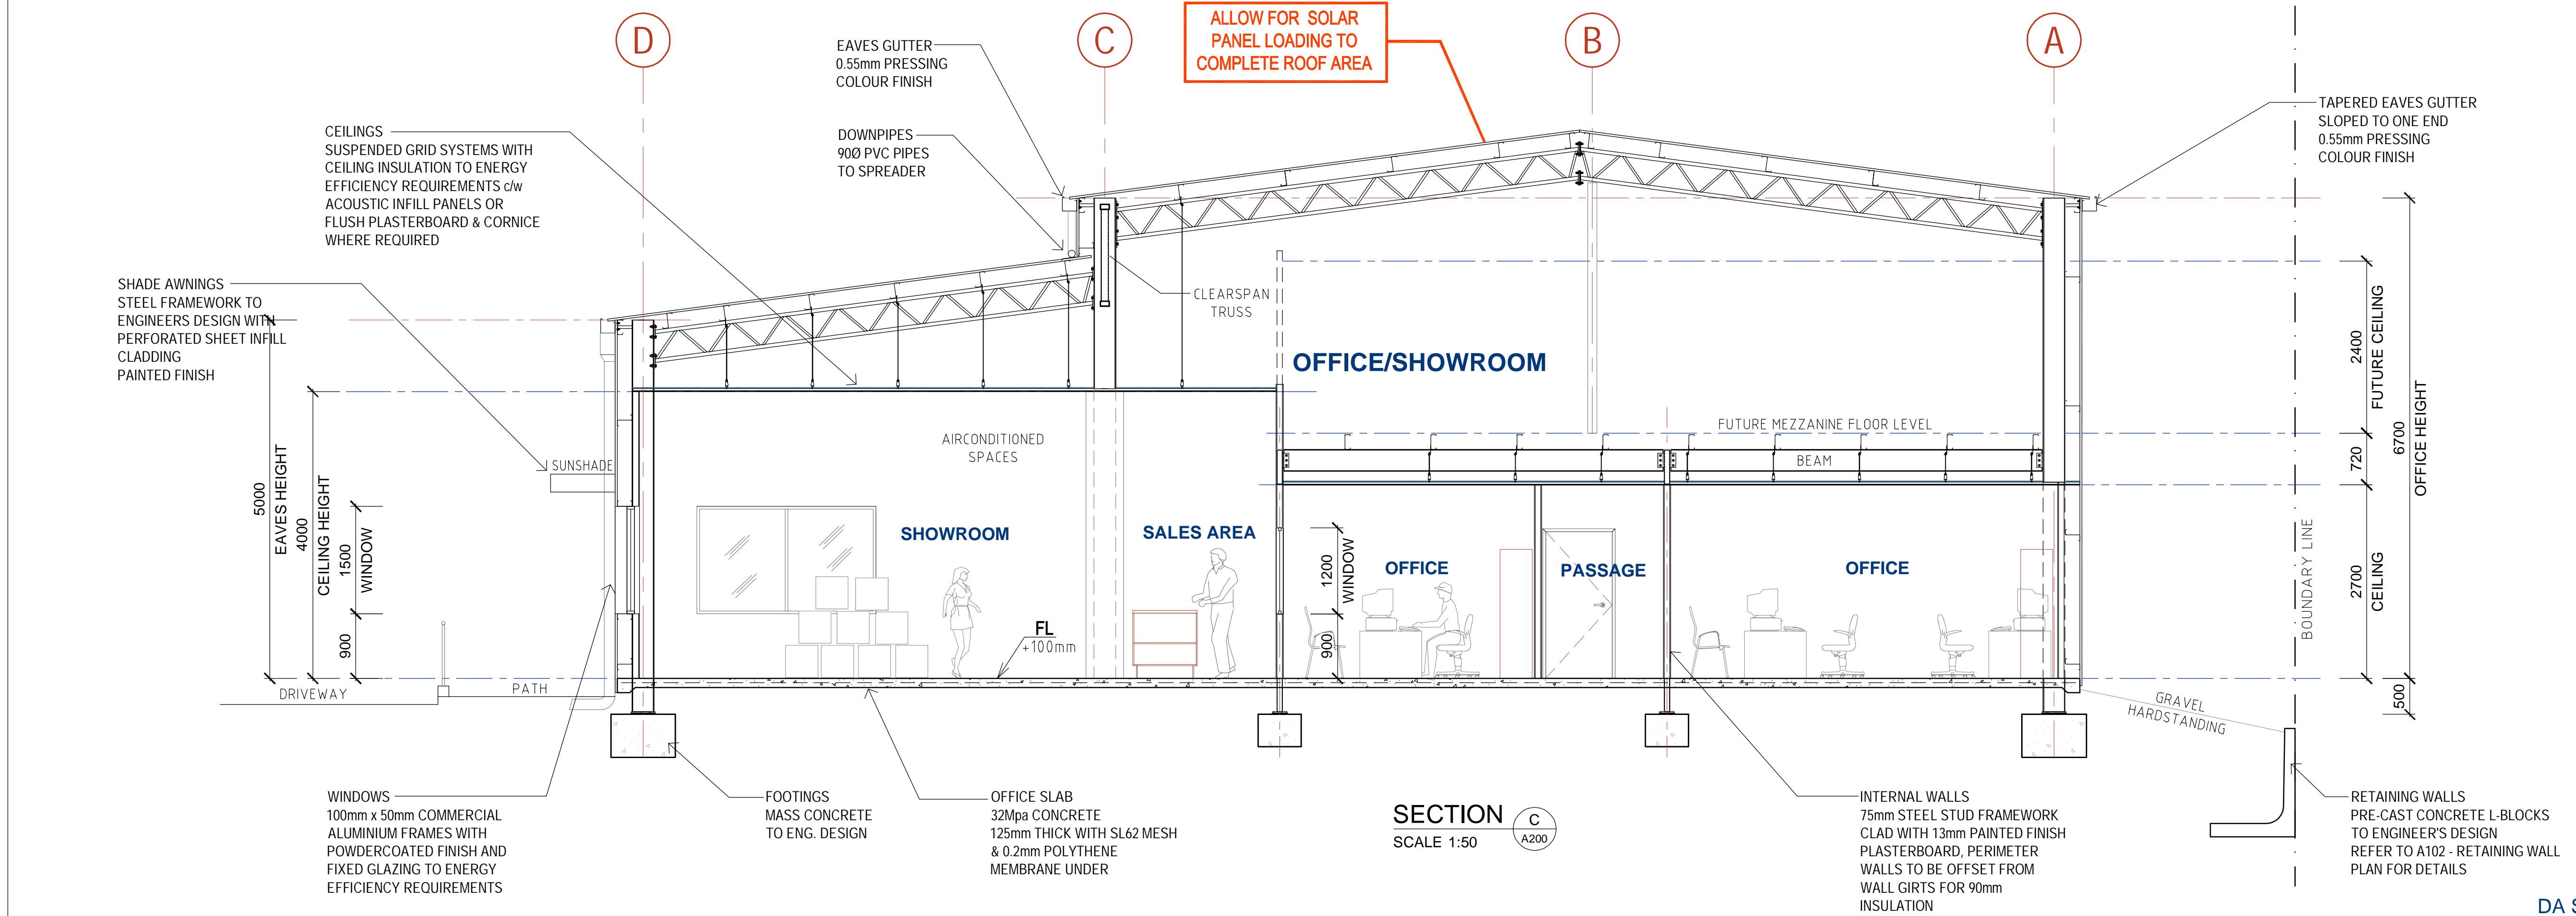 D
C
B
A
ALLOW FOR SOLAR
PANEL LOADING TO
COMPLETE ROOF AREA
EAVES GUTTER
0.55mm PRESSING
COLOUR FINISH
DOWNPIPES
90Ø PVC PIPES
TO SPREADER
TAPERED EAVES GUTTER
SLOPED TO ONE END
0.55mm PRESSING
COLOUR FINISH
CEILINGS
SUSPENDED GRID SYSTEMS WITH
CEILING INSULATION TO ENERGY
EFFICIENCY REQUIREMENTS c/w
ACOUSTIC INFILL PANELS OR
FLUSH PLASTERBOARD & CORNICE
WHERE REQUIRED
SHADE AWNINGS
STEEL FRAMEWORK TO
ENGINEERS DESIGN WITH
PERFORATED SHEET INFILL
CLADDING
PAINTED FINISH
CLEARSPAN
TRUSS
OFFICE/SHOWROOM
AIRCONDITIONED
SPACES
FUTURE MEZZANINE FLOOR LEVEL
BEAM
SUNSHADE
5000
EAVES HEIGHT
4000
CEILING HEIGHT
1500
WINDOW
900
SHOWROOM
SALES AREA
1200
WINDOW
900
OFFICE
PASSAGE
OFFICE
FL
+100mm
2400
FUTURE CEILING
720
2700
CEILING
6700
OFFICE HEIGHT
500
BOUNDARY LINE
DRIVEWAY
PATH
GRAVEL
HARDSTANDING
WINDOWS
100mm x 50mm COMMERCIAL
ALUMINIUM FRAMES WITH
POWDERCOATED FINISH AND
FIXED GLAZING TO ENERGY
EFFICIENCY REQUIREMENTS
FOOTINGS
MASS CONCRETE
TO ENG. DESIGN
OFFICE SLAB
32Mpa CONCRETE
125mm THICK WITH SL62 MESH
& 0.2mm POLYTHENE
MEMBRANE UNDER
SECTION
SCALE 1:50
C
A200
INTERNAL WALLS
75mm STEEL STUD FRAMEWORK
CLAD WITH 13mm PAINTED FINISH
PLASTERBOARD, PERIMETER
WALLS TO BE OFFSET FROM
WALL GIRTS FOR 90mm
INSULATION
RETAINING WALLS
PRE-CAST CONCRETE L-BLOCKS
TO ENGINEER'S DESIGN
REFER TO A102 - RETAINING WALL
PLAN FOR DETAILS
DA